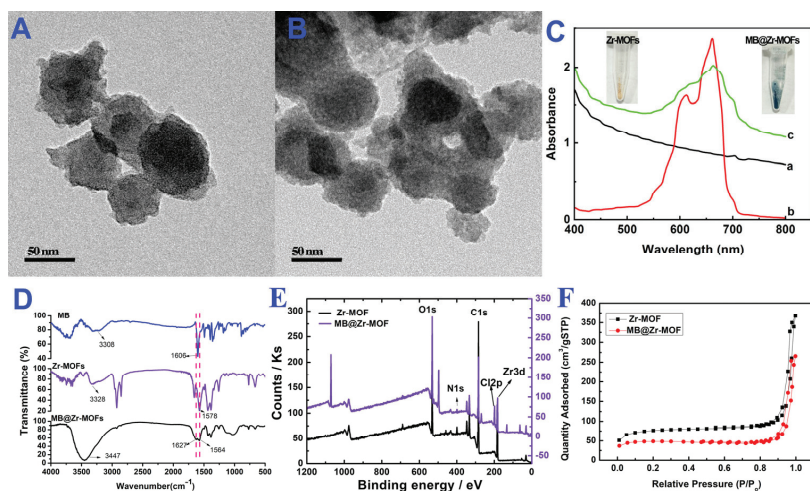 A
50 nm
B
50 nm
C
Zr-MOFs
MB@Zr-MOFs
3
2
1
0
400 500 600 700 800
Absorbance
Wavelength (nm)
c
a
b
D
MB
3308
1606
Zr-MOFs
3328
1578
MB@Zr-MOFs
3447
1627
1564
100
80
60
40
20
100
80
60
40
20
100
80
60
40
20
0
4000 3500 3000 2500 2000 1500 1000 500
Transmittance (%)
Wavenumber(cm-1)
E
Zr-MOF
MB@Zr-MOF
O1s
C1s
N1s
Cl2p
Zr3d
300
250
200
150
100
50
0
350
300
250
200
150
100
50
0
-50
1200 1000 800 600 400 200 0
Counts / Ks
Binding energy / eV
F
Zr-MOF
MB@Zr-MOF
400
350
300
250
200
150
100
50
0
0.0 0.2 0.4 0.6 0.8 1.0
Quantity Adsorbed (cm³/gSTP)
Relative Pressure (P/P₀)